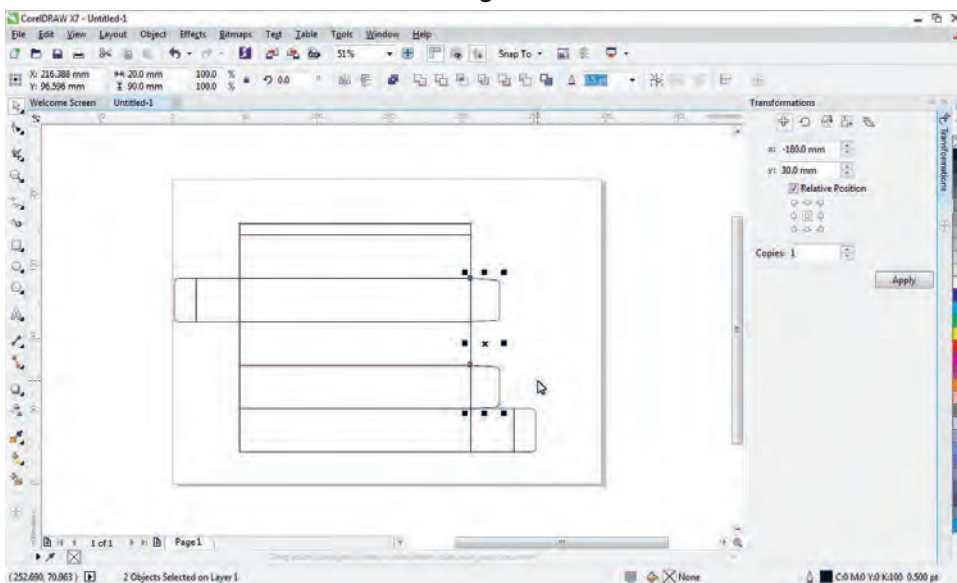 CorelDRAW X7 - Untitled-1
File Edit View Layout Object Effects Bitmaps Text Table Tools Window Help
51% Snap To
X: 216.388 mm 20.0 mm 100.0 % 0.0
Y: 96.596 mm 90.0 mm 100.0 %
Welcome Screen Untitled-1
Transformations
x: -180.0 mm
y: 30.0 mm
Relative Position
Copies: 1
Apply
Transformations
1 of 1 Page 1
(252.690, 70.963) 2 Objects Selected on Layer 1 None C:0 M:0 Y:0 K:100 0.500 pt